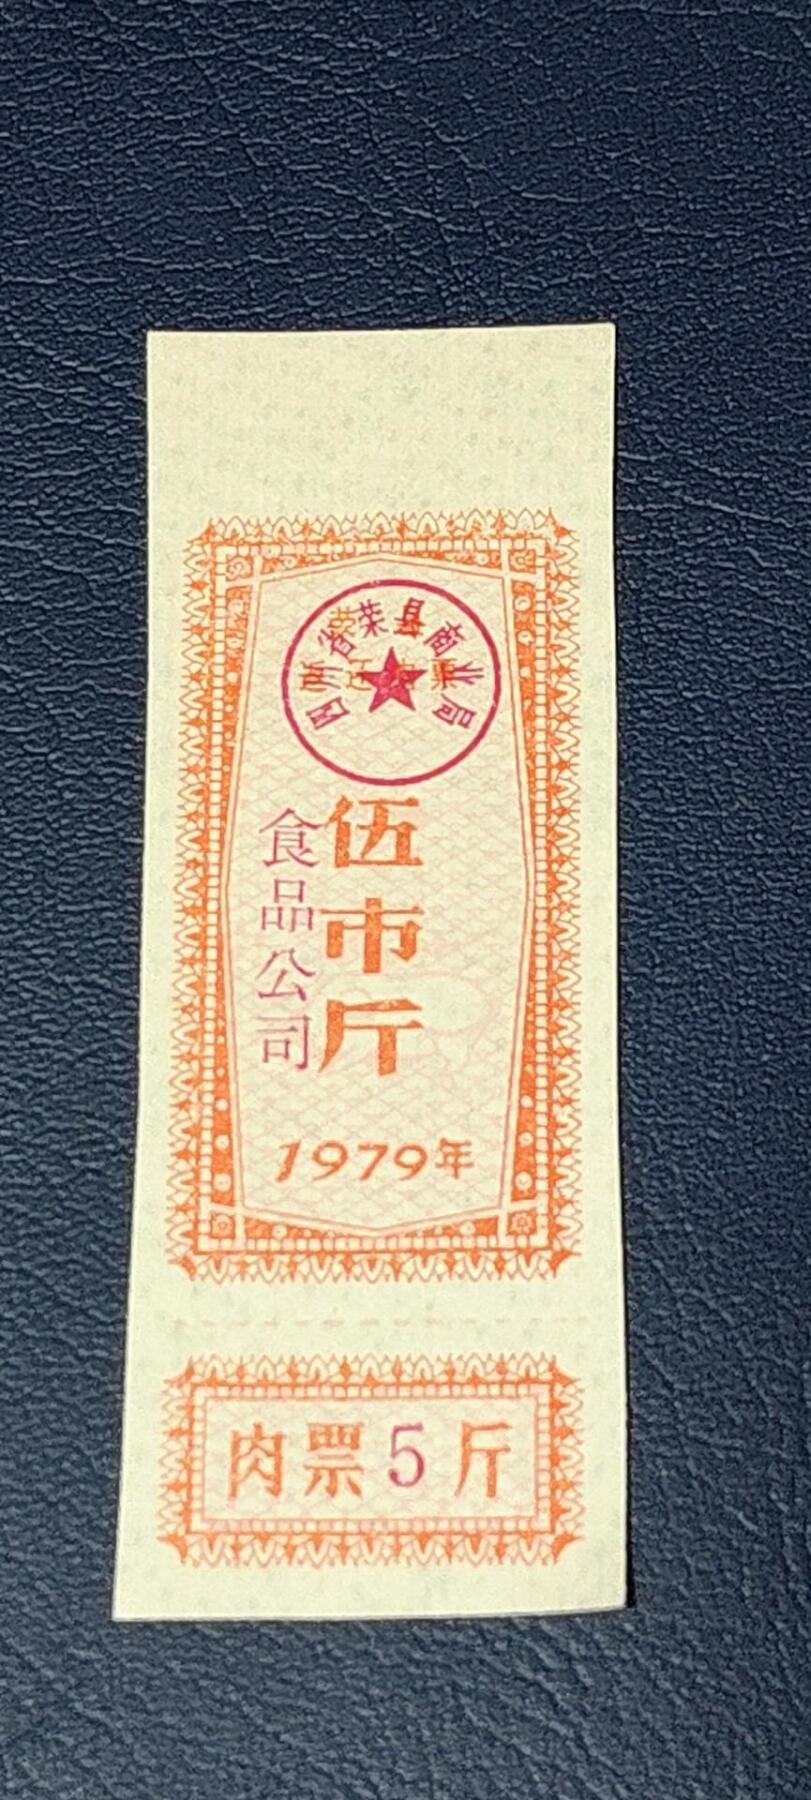 四川省荣县商业局
伍市斤
食品公司
1979年
肉票5斤